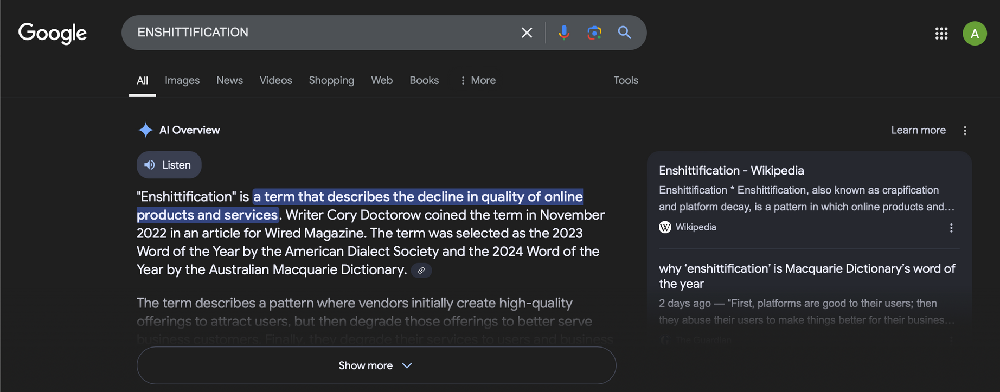 Google
ENSHITTIFICATION
A
All
Images
News
Videos
Shopping
Web
Books
More
Tools
AI Overview
Learn more
Listen
"Enshittification" is a term that describes the decline in quality of online
products and services. Writer Cory Doctorow coined the term in November
2022 in an article for Wired Magazine. The term was selected as the 2023
Word of the Year by the American Dialect Society and the 2024 Word of the
Year by the Australian Macquarie Dictionary.
The term describes a pattern where vendors initially create high-quality
offerings to attract users, but then degrade those offerings to better serve
business customers. Finally, they degrade their services to users and business
Show more
Enshittification - Wikipedia
Enshittification * Enshittification, also known as crapification
and platform decay, is a pattern in which online products and...
W
Wikipedia
why ‘enshittification’ is Macquarie Dictionary’s word of
the year
2 days ago — “First, platforms are good to their users; then
they abuse their users to make things better for their busines...
The Guardian